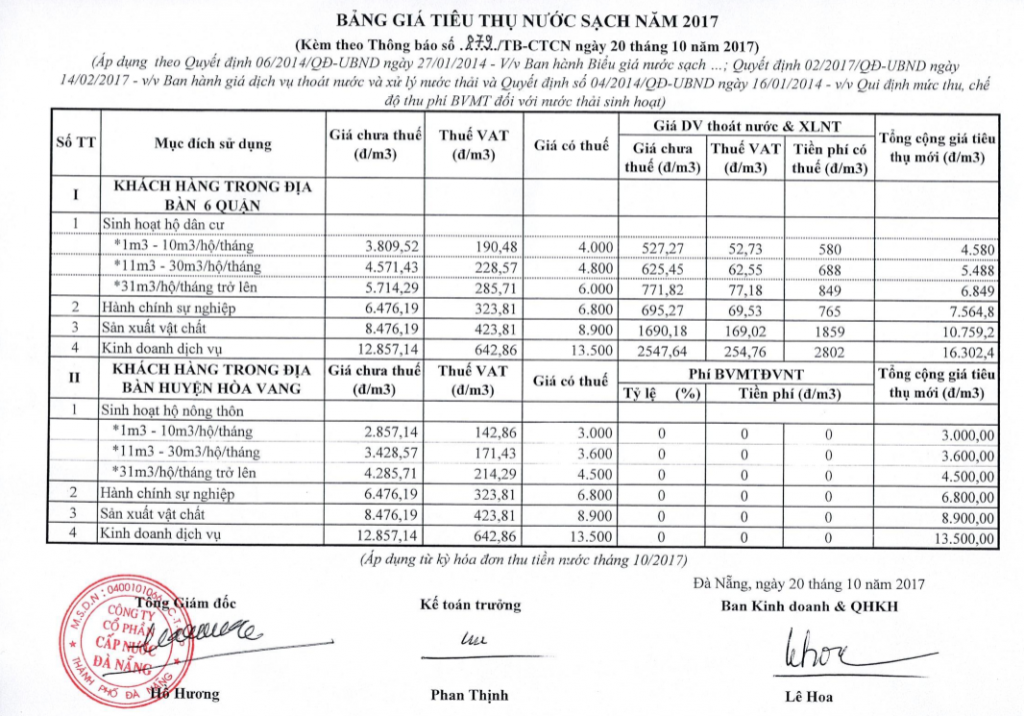 BẢNG GIÁ TIÊU THỤ NƯỚC SẠCH NĂM 2017
(Kèm theo Thông báo số .879./TB-CTCN ngày 20 tháng 10 năm 2017)
(Áp dụng theo Quyết định 06/2014/QĐ-UBND ngày 27/01/2014 - V/v Ban hành Biểu giá nước sạch ...; Quyết định 02/2017/QĐ-UBND ngày
14/02/2017 - v/v Ban hành giá dịch vụ thoát nước và xử lý nước thải và Quyết định số 04/2014/QĐ-UBND ngày 16/01/2014 - v/v Qui định mức thu, chế
độ thu phí BVMT đối với nước thải sinh hoạt)
Số TT Mục đích sử dụng Giá chưa thuế (đ/m3) Thuế VAT (đ/m3) Giá có thuế Giá DV thoát nước & XLNT Tổng cộng giá tiêu thụ mới (đ/m3)
Giá chưa thuế (đ/m3) Thuế VAT (đ/m3) Tiền phí có thuế (đ/m3)
I KHÁCH HÀNG TRONG ĐỊA BÀN 6 QUẬN
1 Sinh hoạt hộ dân cư
*1m3 - 10m3/hộ/tháng 3.809,52 190,48 4.000 527,27 52,73 580 4.580
*11m3 - 30m3/hộ/tháng 4.571,43 228,57 4.800 625,45 62,55 688 5.488
*31m3/hộ/tháng trở lên 5.714,29 285,71 6.000 771,82 77,18 849 6.849
2 Hành chính sự nghiệp 6.476,19 323,81 6.800 695,27 69,53 765 7.564,8
3 Sản xuất vật chất 8.476,19 423,81 8.900 1690,18 169,02 1859 10.759,2
4 Kinh doanh dịch vụ 12.857,14 642,86 13.500 2547,64 254,76 2802 16.302,4
II KHÁCH HÀNG TRONG ĐỊA BÀN HUYỆN HÒA VANG Giá chưa thuế (đ/m3) Thuế VAT (đ/m3) Giá có thuế Phí BVMTĐVNT Tổng cộng giá tiêu thụ mới (đ/m3)
Tỷ lệ (%) Tiền phí (đ/m3)
1 Sinh hoạt hộ nông thôn
*1m3 - 10m3/hộ/tháng 2.857,14 142,86 3.000 0 0 0 3.000,00
*11m3 - 30m3/hộ/tháng 3.428,57 171,43 3.600 0 0 0 3.600,00
*31m3/hộ/tháng trở lên 4.285,71 214,29 4.500 0 0 0 4.500,00
2 Hành chính sự nghiệp 6.476,19 323,81 6.800 0 0 0 6.800,00
3 Sản xuất vật chất 8.476,19 423,81 8.900 0 0 0 8.900,00
4 Kinh doanh dịch vụ 12.857,14 642,86 13.500 0 0 0 13.500,00
(Áp dụng từ kỳ hóa đơn thu tiền nước tháng 10/2017)
Đà Nẵng, ngày 20 tháng 10 năm 2017
Tổng Giám đốc Kế toán trưởng Ban Kinh doanh & QHKH
M.S.D.N: 0400101066
CÔNG TY
CỔ PHẦN
CẤP NƯỚC
ĐÀ NẴNG
THÀNH PHỐ ĐÀ NẴNG
Hồ Hương Phan Thịnh Lê Hoa